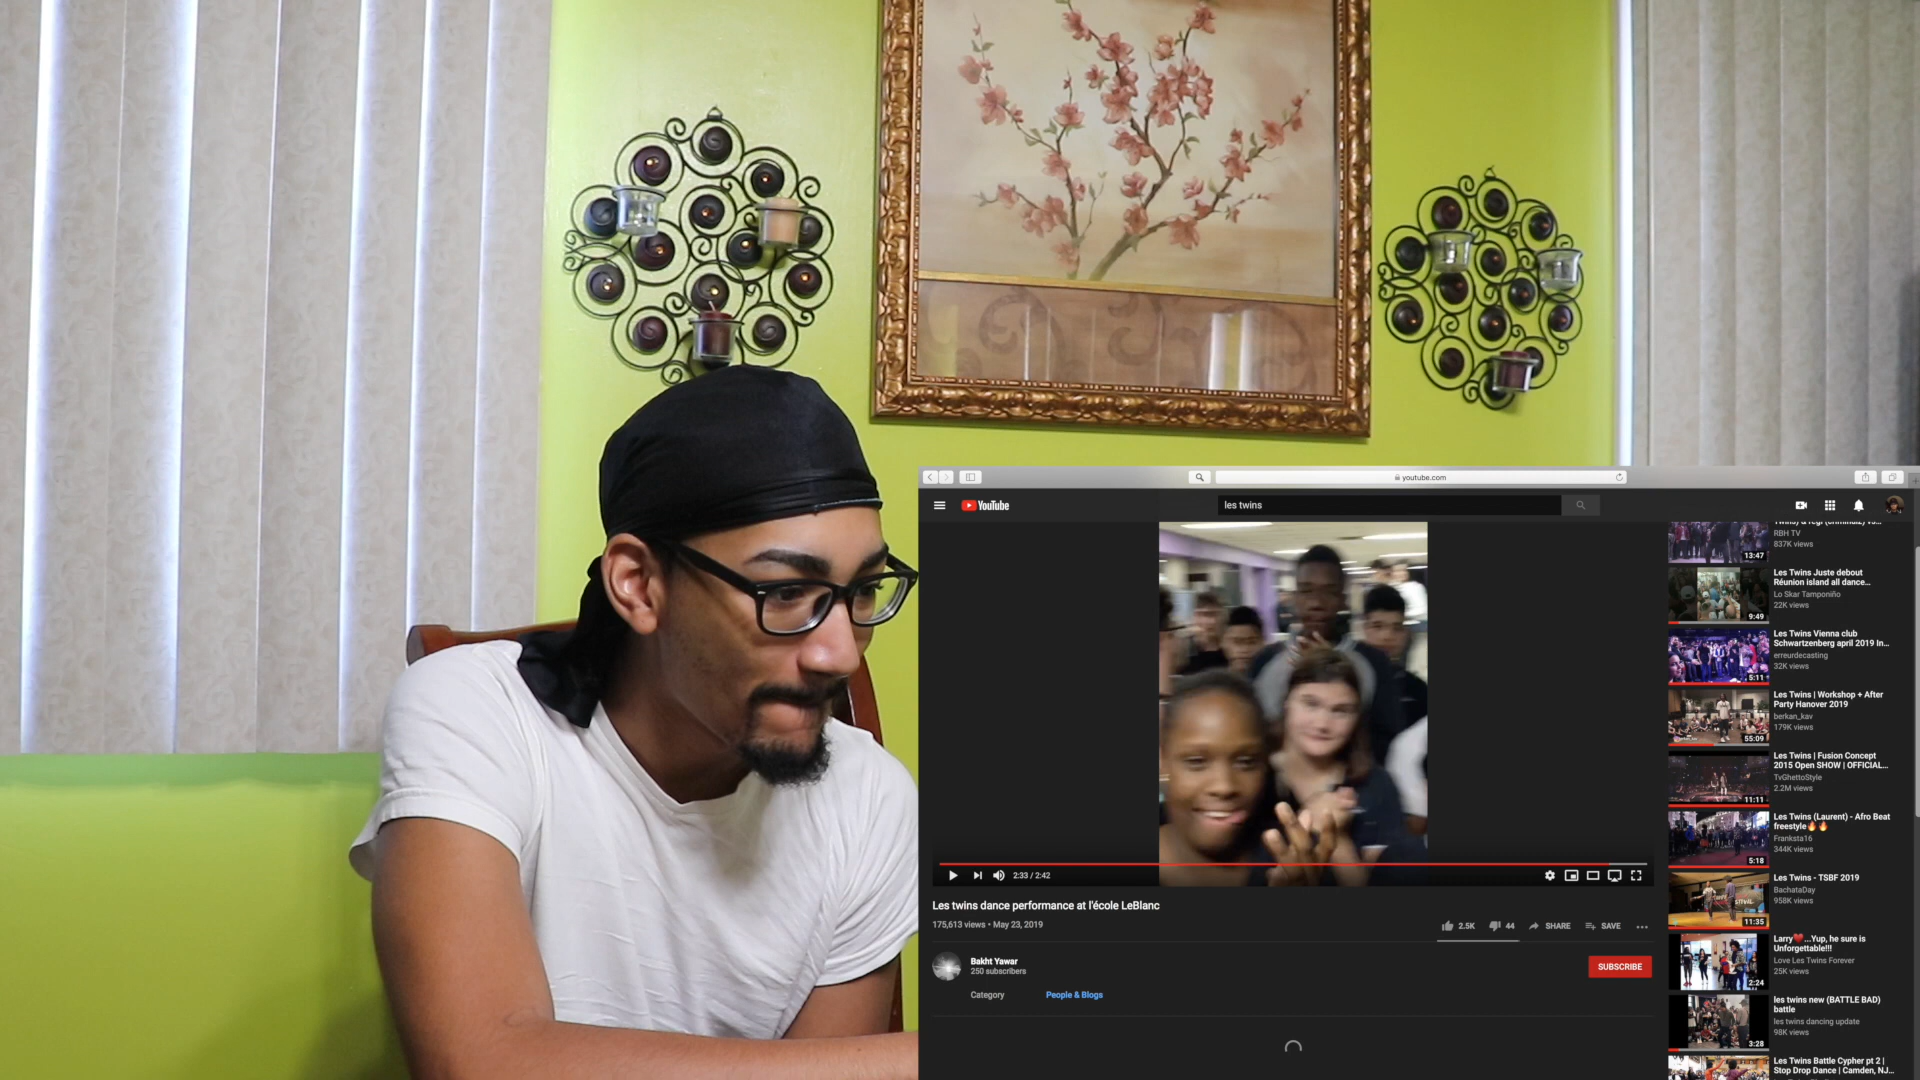 youtube.com
YouTube
les twins
2:33 / 2:42
Les twins dance performance at l'école LeBlanc
175,613 views • May 23, 2019
2.5K
44
SHARE
SAVE
Bakht Yawar
250 subscribers
SUBSCRIBE
Category
People & Blogs
RBH TV
837K views
13:47
Les Twins Juste debout
Réunion island all dance...
Lo Skar Tamponiño
22K views
9:49
Les Twins Vienna club
Schwartzenberg april 2019 In...
erreurdecasting
32K views
5:11
Les Twins | Workshop + After
Party Hanover 2019
berkan_kav
179K views
55:09
Les Twins | Fusion Concept
2015 Open SHOW | OFFICIAL...
TvGhettoStyle
2.2M views
11:11
Les Twins (Laurent) - Afro Beat
freestyle🔥🔥
Franksta16
344K views
5:18
Les Twins - TSBF 2019
BachataDay
958K views
11:35
Larry❤️...Yup, he sure is
Unforgettable!!!
Love Les Twins Forever
25K views
2:24
les twins new (BATTLE BAD)
battle
les twins dancing update
98K views
3:28
Les Twins Battle Cypher pt 2 |
Stop Drop Dance | Camden, NJ...